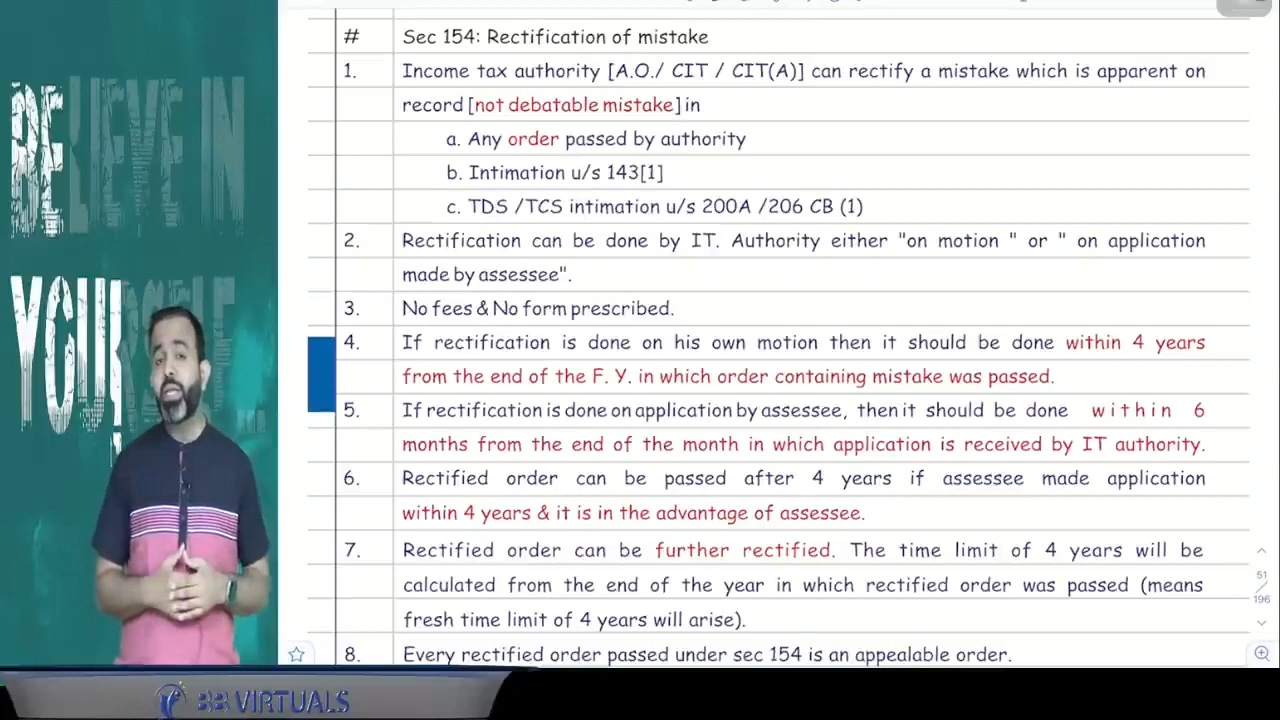 BELIEVE IN
YOU!
# Sec 154: Rectification of mistake
1. Income tax authority [A.O./ CIT / CIT(A)] can rectify a mistake which is apparent on
record [not debatable mistake] in
a. Any order passed by authority
b. Intimation u/s 143[1]
c. TDS /TCS intimation u/s 200A /206 CB (1)
2. Rectification can be done by IT. Authority either "on motion " or " on application
made by assessee".
3. No fees & No form prescribed.
4. If rectification is done on his own motion then it should be done within 4 years
from the end of the F. Y. in which order containing mistake was passed.
5. If rectification is done on application by assessee, then it should be done within 6
months from the end of the month in which application is received by IT authority.
6. Rectified order can be passed after 4 years if assessee made application
within 4 years & it is in the advantage of assessee.
7. Rectified order can be further rectified. The time limit of 4 years will be
calculated from the end of the year in which rectified order was passed (means
fresh time limit of 4 years will arise).
8. Every rectified order passed under sec 154 is an appealable order.
51
196
BB VIRTUALS